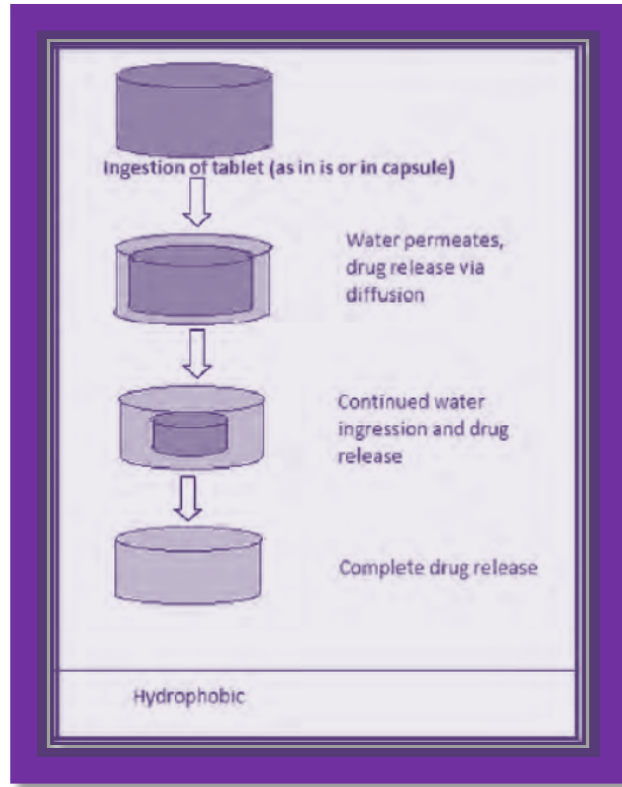 Ingestion of tablet (as in is or in capsule)
Water permeates,
drug release via
diffusion
Continued water
ingression and drug
release
Complete drug release
Hydrophobic